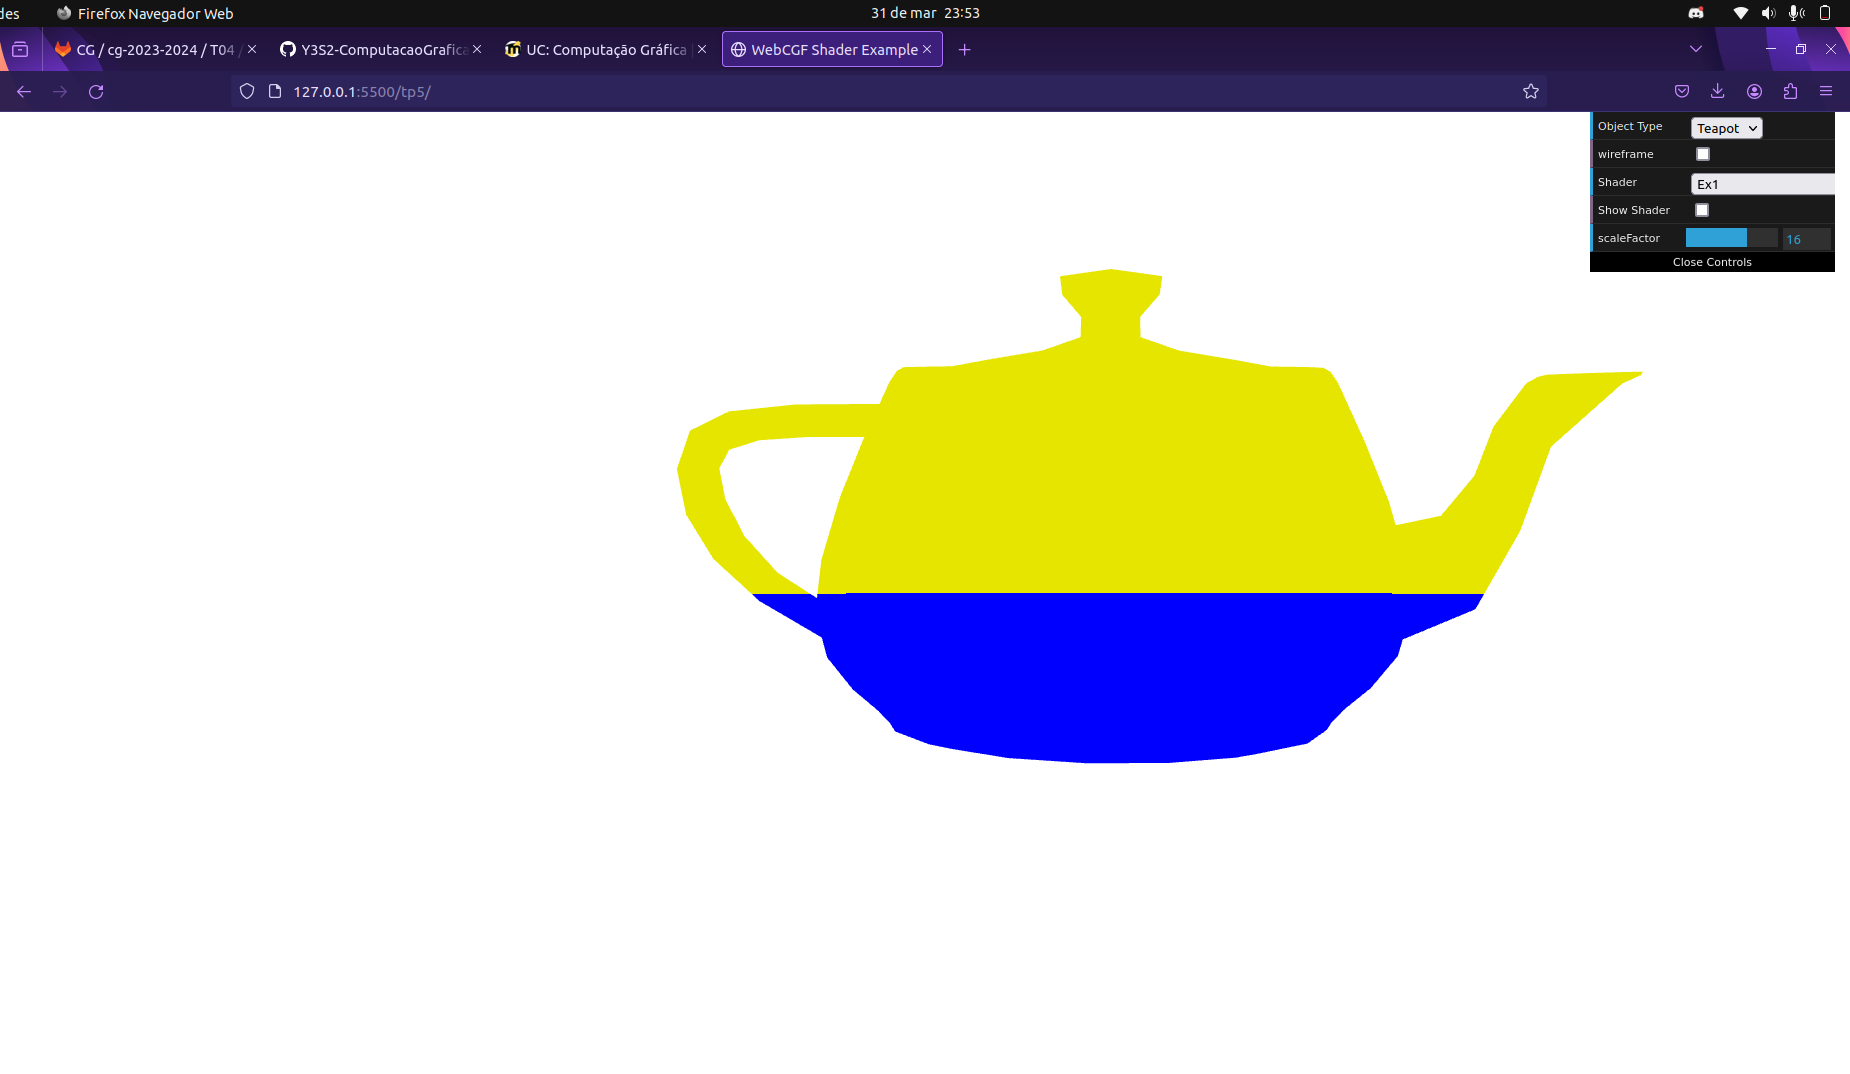 des Firefox Navegador Web 31 de mar 23:53
CG / cg-2023-2024 / T04 / Y3S2-ComputacaoGrafica UC: Computação Gráfica | WebCGF Shader Example
127.0.0.1:5500/tp5/
Object Type Teapot
wireframe
Shader Ex1
Show Shader
scaleFactor 16
Close Controls